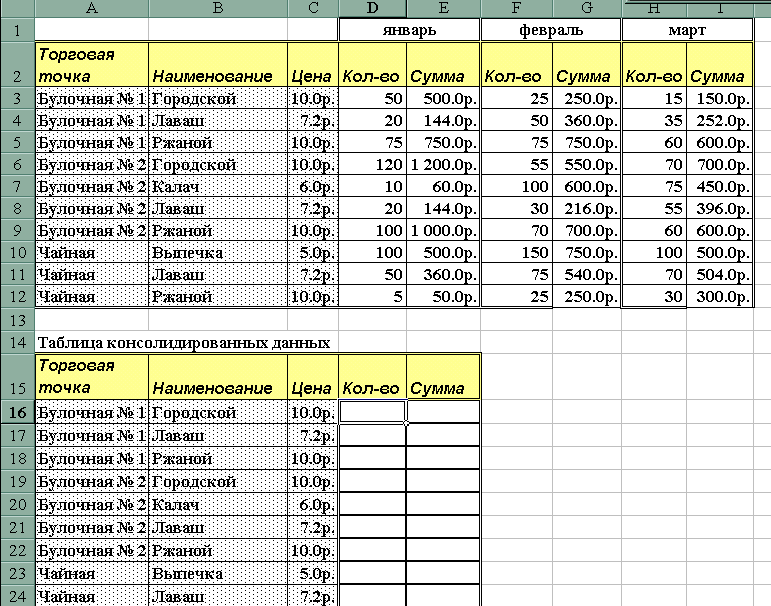 A B C D E F G H I
1 январь февраль март
Торговая
2 точка Наименование Цена Кол-во Сумма Кол-во Сумма Кол-во Сумма
3 Булочная № 1 Городской 10.0р. 50 500.0р. 25 250.0р. 15 150.0р.
4 Булочная № 1 Лаваш 7.2р. 20 144.0р. 50 360.0р. 35 252.0р.
5 Булочная № 1 Ржаной 10.0р. 75 750.0р. 75 750.0р. 60 600.0р.
6 Булочная № 2 Городской 10.0р. 120 1 200.0р. 55 550.0р. 70 700.0р.
7 Булочная № 2 Калач 6.0р. 10 60.0р. 100 600.0р. 75 450.0р.
8 Булочная № 2 Лаваш 7.2р. 20 144.0р. 30 216.0р. 55 396.0р.
9 Булочная № 2 Ржаной 10.0р. 100 1 000.0р. 70 700.0р. 60 600.0р.
10 Чайная Выпечка 5.0р. 100 500.0р. 150 750.0р. 100 500.0р.
11 Чайная Лаваш 7.2р. 50 360.0р. 75 540.0р. 70 504.0р.
12 Чайная Ржаной 10.0р. 5 50.0р. 25 250.0р. 30 300.0р.
13
14 Таблица консолидированных данных
Торговая
15 точка Наименование Цена Кол-во Сумма
16 Булочная № 1 Городской 10.0р.
17 Булочная № 1 Лаваш 7.2р.
18 Булочная № 1 Ржаной 10.0р.
19 Булочная № 2 Городской 10.0р.
20 Булочная № 2 Калач 6.0р.
21 Булочная № 2 Лаваш 7.2р.
22 Булочная № 2 Ржаной 10.0р.
23 Чайная Выпечка 5.0р.
24 Чайная Лаваш 7.2р.